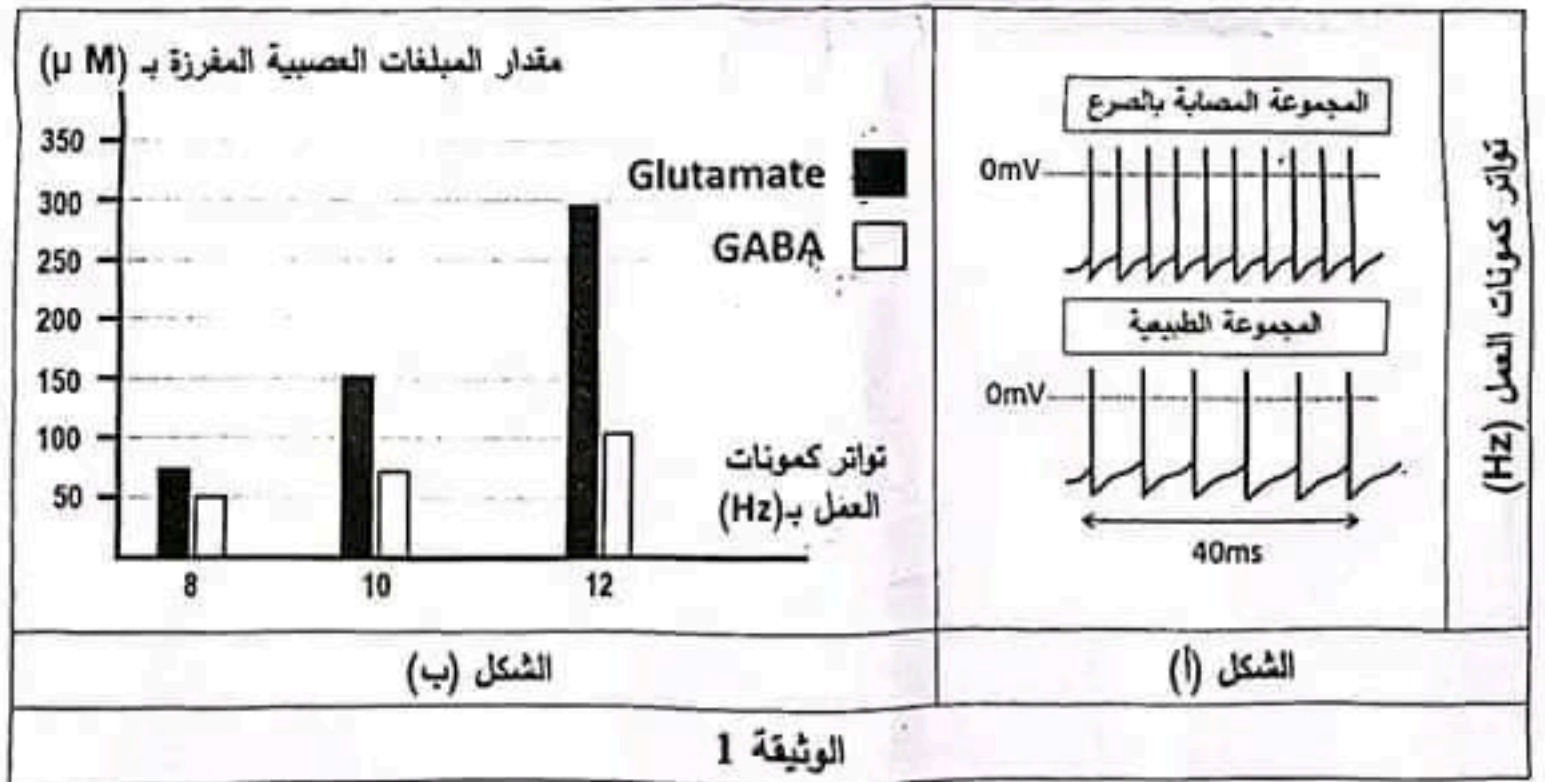 تواتر كمونات العمل (Hz)
المجموعة المصابة بالصرع
0mV
المجموعة الطبيعية
0mV
40ms
الشكل (أ)
مقدار المبلغات العصبية المفرزة بـ (μ M)
350
300
250
200
150
100
50
Glutamate
GABA
تواتر كمونات
العمل بـ(Hz)
8 10 12
الشكل (ب)
الوثيقة 1